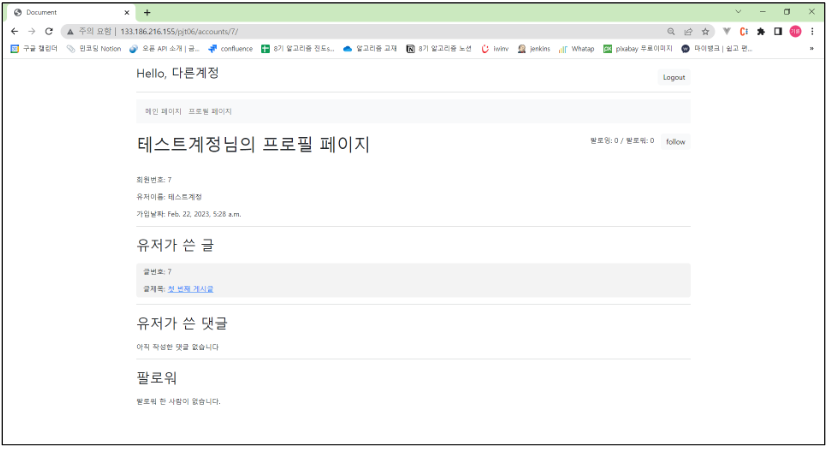 Document
주의 요함 | 133.186.216.155/pjt06/accounts/7/
구글 캘린더 핀코딩 Notion 오픈 API 소개 | 공... confluence 8기 알고리즘 진도s... 알고리즘 교재 8기 알고리즘 노션 iwinv jenkins Whatap pixabay 무료이미지 마이뱅크 | 쉽고 편...
Hello, 다른계정
Logout
메인 페이지 프로필 페이지
테스트계정님의 프로필 페이지
팔로잉: 0 / 팔로워: 0 follow
회원번호: 7
유저이름: 테스트계정
가입날짜: Feb. 22, 2023, 5:28 a.m.
유저가 쓴 글
글번호: 7
글제목: 첫 번째 게시글
유저가 쓴 댓글
아직 작성한 댓글 없습니다
팔로워
팔로워 한 사람이 없습니다.